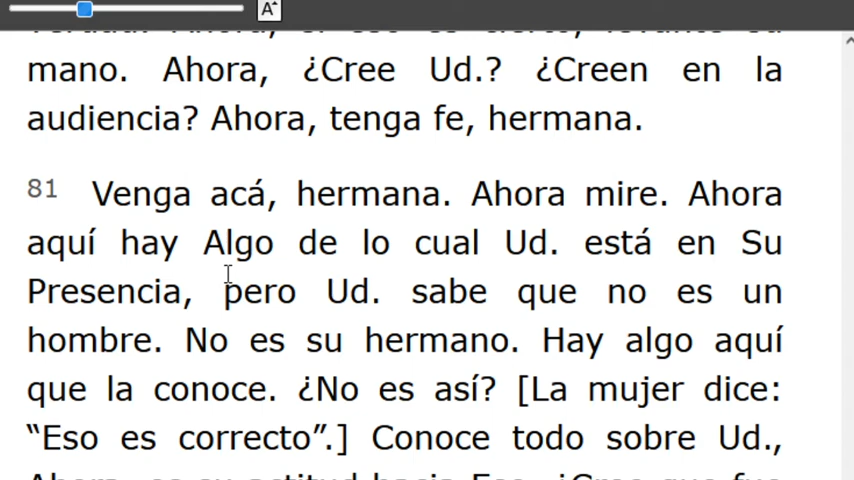 A
mano. Ahora, ¿Cree Ud.? ¿Creen en la
audiencia? Ahora, tenga fe, hermana.
81 Venga acá, hermana. Ahora mire. Ahora
aquí hay Algo de lo cual Ud. está en Su
Presencia, pero Ud. sabe que no es un
hombre. No es su hermano. Hay algo aquí
que la conoce. ¿No es así? [La mujer dice:
“Eso es correcto”.] Conoce todo sobre Ud.,